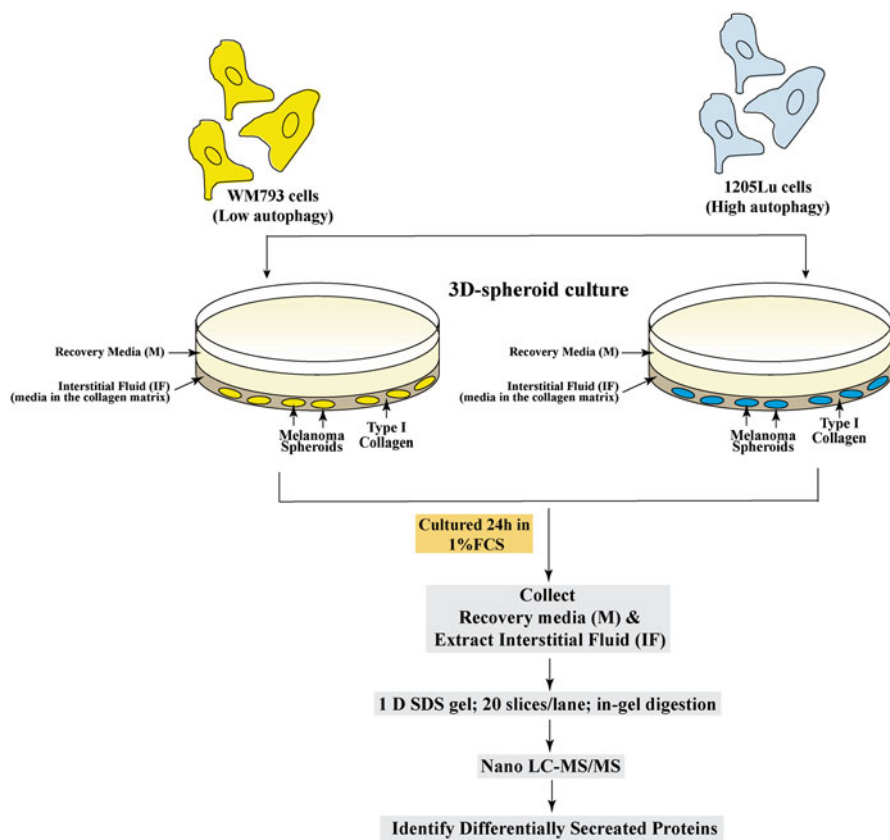 WM793 cells
(Low autophagy)
1205Lu cells
(High autophagy)
3D-spheroid culture
Recovery Media (M)
Interstitial Fluid (IF)
(media in the collagen matrix)
Melanoma
Spheroids
Type I
Collagen
Recovery Media (M)
Interstitial Fluid (IF)
(media in the collagen matrix)
Melanoma
Spheroids
Type I
Collagen
Cultured 24h in
1%FCS
Collect
Recovery media (M) &
Extract Interstitial Fluid (IF)
1 D SDS gel; 20 slices/lane; in-gel digestion
Nano LC-MS/MS
Identify Differentially Secreated Proteins